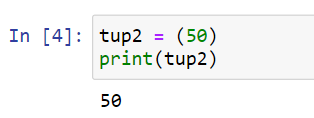 In [4]: tup2 = (50)
print(tup2)
50